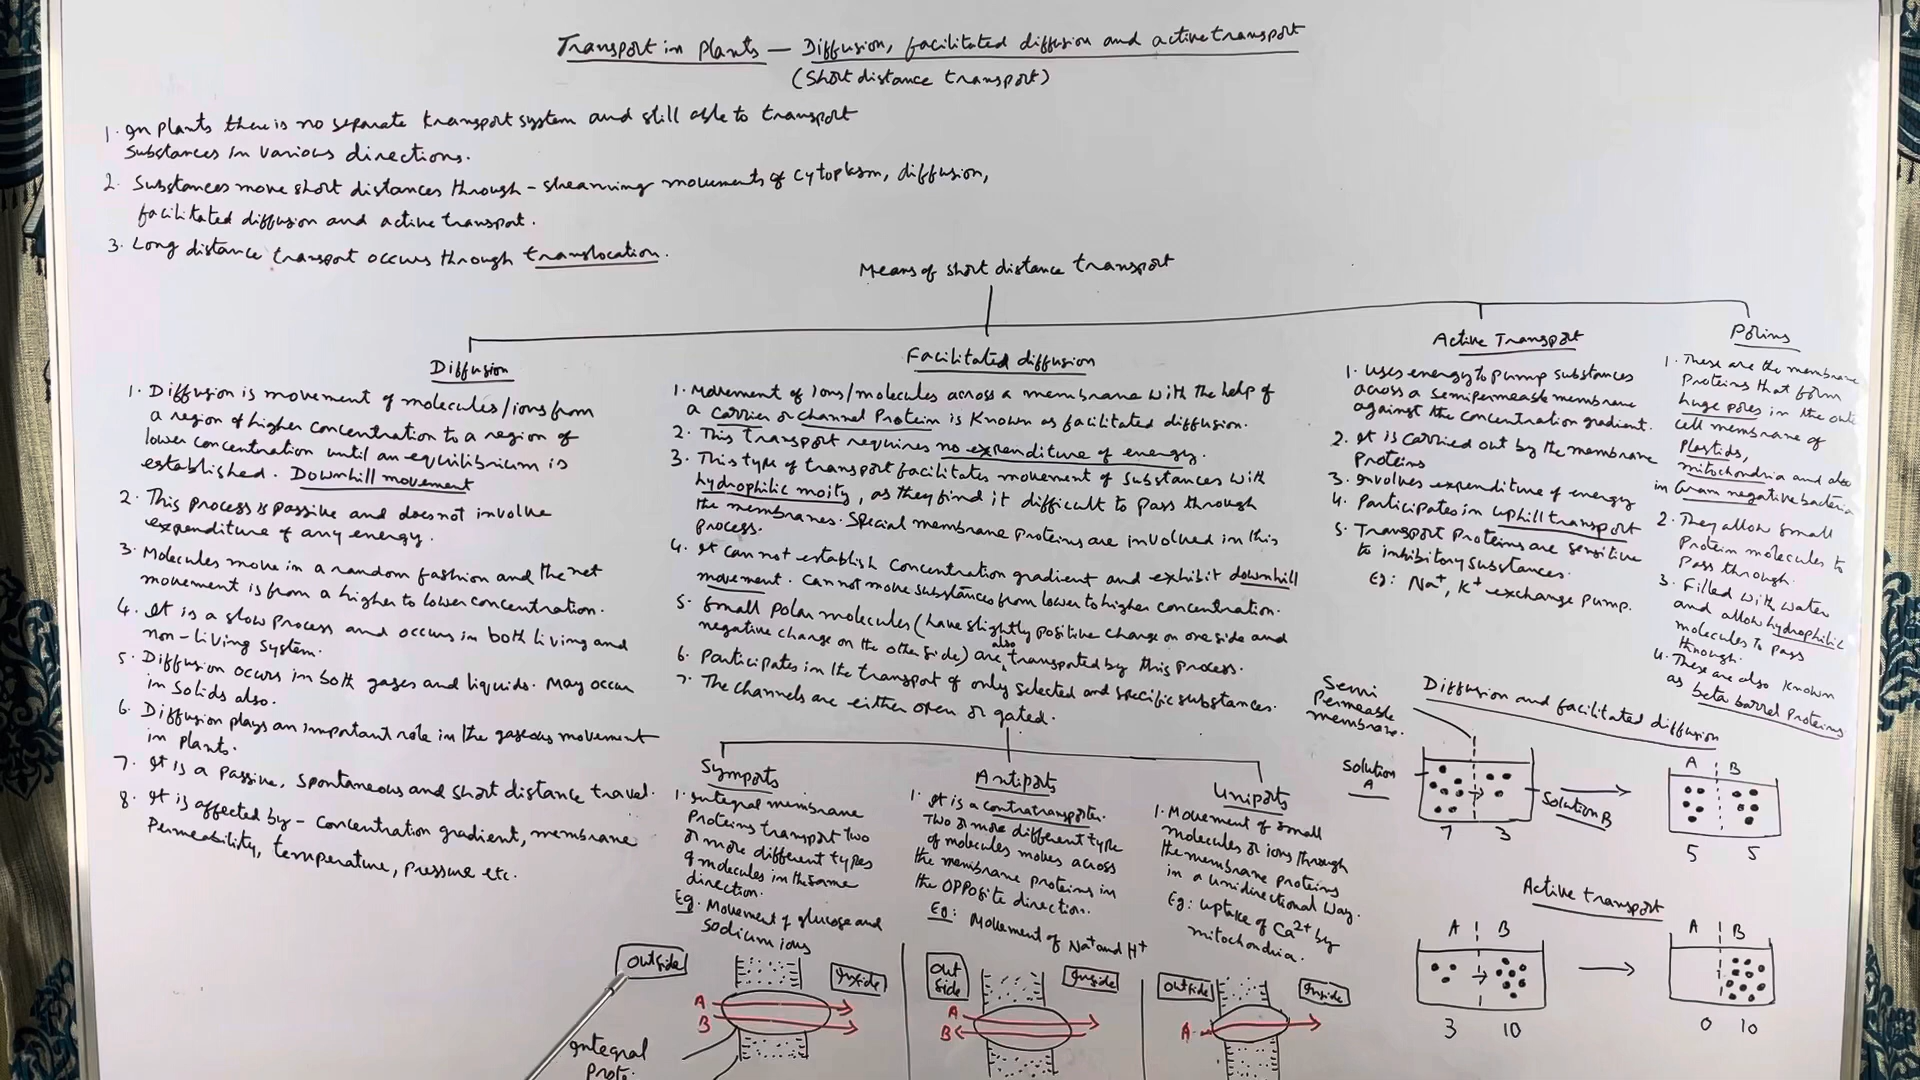 Transport in plants — Diffusion, facilitated diffusion and active transport
(Short distance transport)
1. In plants there is no separate transport system and still able to transport
substances in various directions.
2. Substances move short distances through - streaming movements of cytoplasm, diffusion,
facilitated diffusion and active transport.
3. Long distance transport occurs through translocation.
Means of short distance transport
Diffusion
1. Diffusion is movement of molecules/ions from
a region of higher concentration to a region of
lower concentration until an equilibrium is
established. Downhill movement
2. This process is passive and does not involve
expenditure of any energy.
3. Molecules move in a random fashion and the net
movement is from a higher to lower concentration.
4. It is a slow process and occurs in both living and
non-living system.
5. Diffusion occurs in both gases and liquids. May occur
in solids also.
6. Diffusion plays an important role in the gaseous movement
in plants.
7. It is a passive, spontaneous and short distance travel.
8. It is affected by - concentration gradient, membrane
permeability, temperature, pressure etc.
Facilitated diffusion
1. Movement of ions/molecules across a membrane with the help of
a carrier or channel protein is known as facilitated diffusion.
2. This transport requires no expenditure of energy.
3. This type of transport facilitates movement of substances with
hydrophilic moity, as they find it difficult to pass through
the membranes. Special membrane proteins are involved in this
process.
4. It can not establish concentration gradient and exhibit downhill
movement. Cannot move substances from lower to higher concentration.
5. Small polar molecules (have slightly positive charge on one side and
negative charge on the other side) are also transported by this process.
6. Participates in the transport of only selected and specific substances.
7. The channels are either open or gated.
Symports
1. Integral membrane
proteins transport two
or more different types
of molecules in the same
direction.
Eg. Movement of glucose and
sodium ions
Antiports
1. It is a contratransporter.
Two or more different type
of molecules moves across
the membrane proteins in
the opposite direction.
Eg: Movement of Na+ and H+
Uniports
1. Movement of small
molecules or ions through
the membrane proteins
in a unidirectional way.
Eg: uptake of Ca2+ by
mitochondria.
Outside
Inside
A
B
Integral
prote.
Out
side
Inside
A
B
Outside
Inside
A
Active Transport
1. Uses energy to pump substances
across a semipermeable membrane
against the concentration gradient.
2. It is carried out by the membrane
proteins
3. Involves expenditure of energy
4. Participates in uphill transport
5. Transport proteins are sensitive
to inhibitory substances.
Eg: Na+, K+ exchange pump.
Porins
1. These are the membrane
proteins that form
huge pores in the oute
cell membrane of
plastids,
mitochondria and also
in Gram negative bacteria
2. They allow small
protein molecules to
pass through.
3. Filled with water
and allow hydrophilic
molecules to pass
through.
4. These are also known
as beta barrel proteins
Diffusion and facilitated diffusion
Semi
permeable
membrane.
Solution
A
Solution B
7 3
A B
5 5
Active transport
A B
3 10
A B
0 10